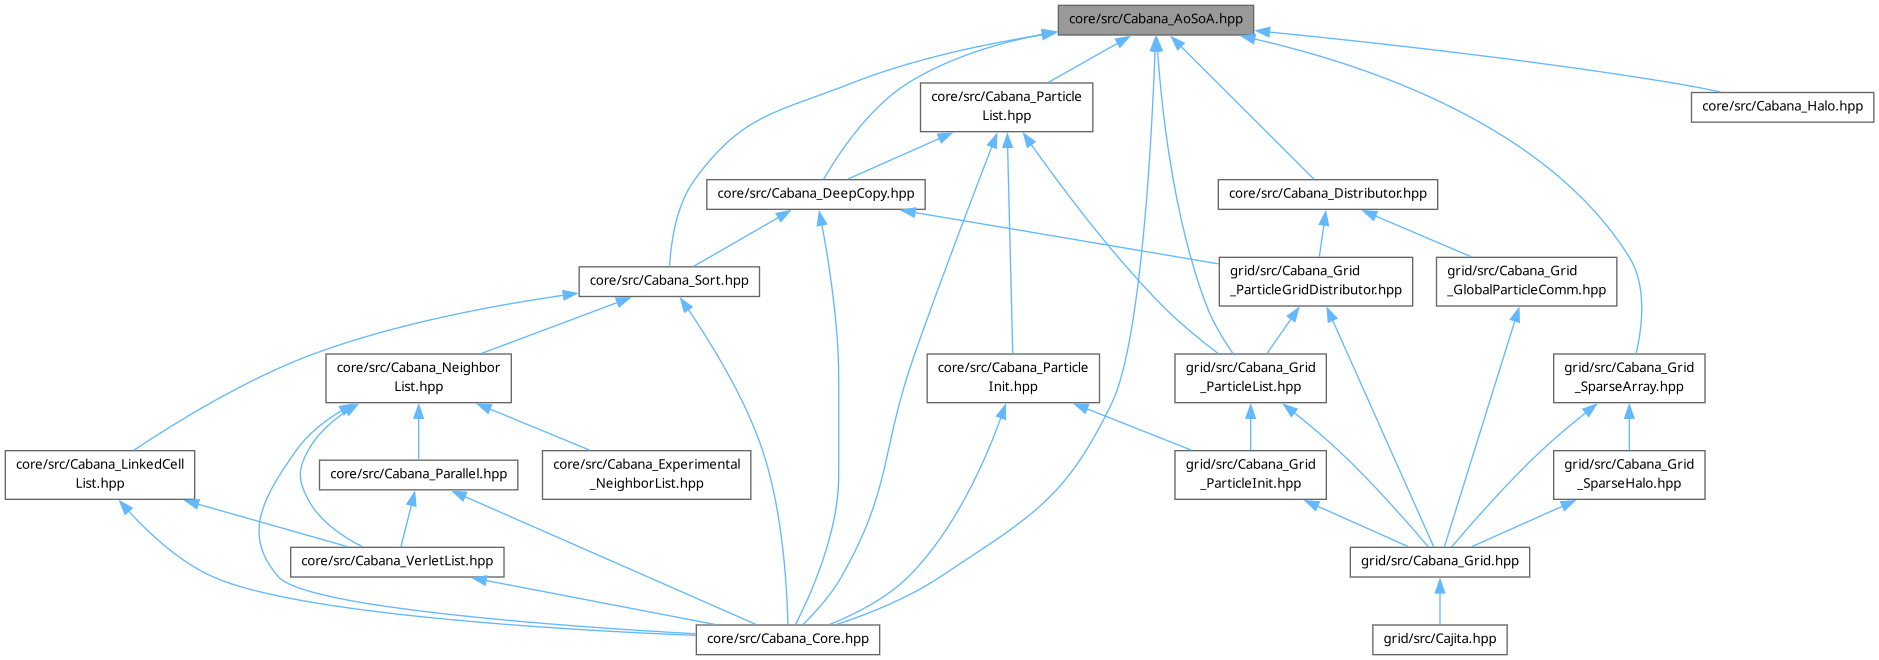 core/src/Cabana_AoSoA.hpp
core/src/Cabana_Particle
List.hpp
core/src/Cabana_Halo.hpp
core/src/Cabana_DeepCopy.hpp
core/src/Cabana_Distributor.hpp
core/src/Cabana_Sort.hpp
grid/src/Cabana_Grid
_ParticleGridDistributor.hpp
grid/src/Cabana_Grid
_GlobalParticleComm.hpp
core/src/Cabana_Neighbor
List.hpp
core/src/Cabana_Particle
Init.hpp
grid/src/Cabana_Grid
_ParticleList.hpp
grid/src/Cabana_Grid
_SparseArray.hpp
core/src/Cabana_LinkedCell
List.hpp
core/src/Cabana_Parallel.hpp
core/src/Cabana_Experimental
_NeighborList.hpp
grid/src/Cabana_Grid
_ParticleInit.hpp
grid/src/Cabana_Grid
_SparseHalo.hpp
core/src/Cabana_VerletList.hpp
grid/src/Cabana_Grid.hpp
core/src/Cabana_Core.hpp
grid/src/Cajita.hpp